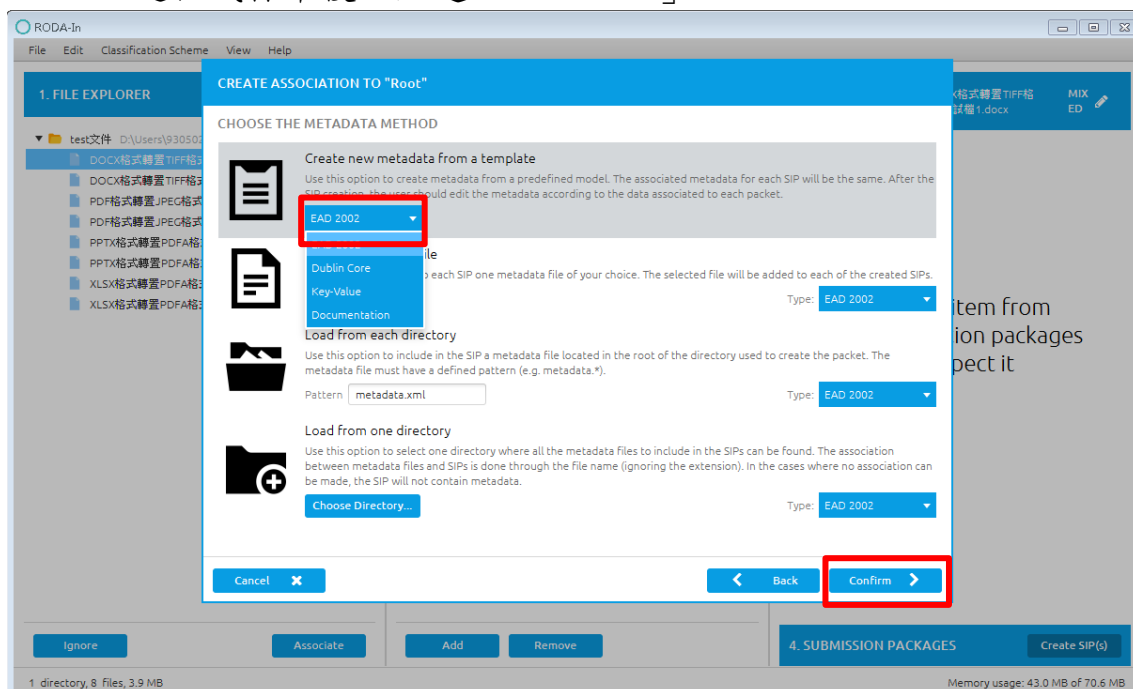 RODA-In
File Edit Classification Scheme View Help
1. FILE EXPLORER
test文件 D:\Users\930502
DOCX格式轉置TIFF格式
DOCX格式轉置TIFF格式
PDF格式轉置JPEG格式
PDF格式轉置JPEG格式
PPTX格式轉置PDFA格
PPTX格式轉置PDFA格
XLSX格式轉置PDFA格
XLSX格式轉置PDFA格
CREATE ASSOCIATION TO "Root"
CHOOSE THE METADATA METHOD
Create new metadata from a template
Use this option to create metadata from a predefined model. The associated metadata for each SIP will be the same. After the
SIP creation, the user should edit the metadata according to the data associated to each packet.
EAD 2002
Dublin Core
Key-Value
Documentation
each SIP one metadata file of your choice. The selected file will be added to each of the created SIPs.
Type: EAD 2002
Load from each directory
Use this option to include in the SIP a metadata file located in the root of the directory used to create the packet. The
metadata file must have a defined pattern (e.g. metadata.*).
Pattern metadata.xml Type: EAD 2002
Load from one directory
Use this option to select one directory where all the metadata files to include in the SIPs can be found. The association
between metadata files and SIPs is done through the file name (ignoring the extension). In the cases where no association can
be made, the SIP will not contain metadata.
Choose Directory... Type: EAD 2002
Cancel Back Confirm
格式轉置TIFF格
試檔1.docx
MIX
ED
item from
ion packages
pect it
Ignore Associate Add Remove
4. SUBMISSION PACKAGES Create SIP(s)
1 directory, 8 files, 3.9 MB
Memory usage: 43.0 MB of 70.6 MB